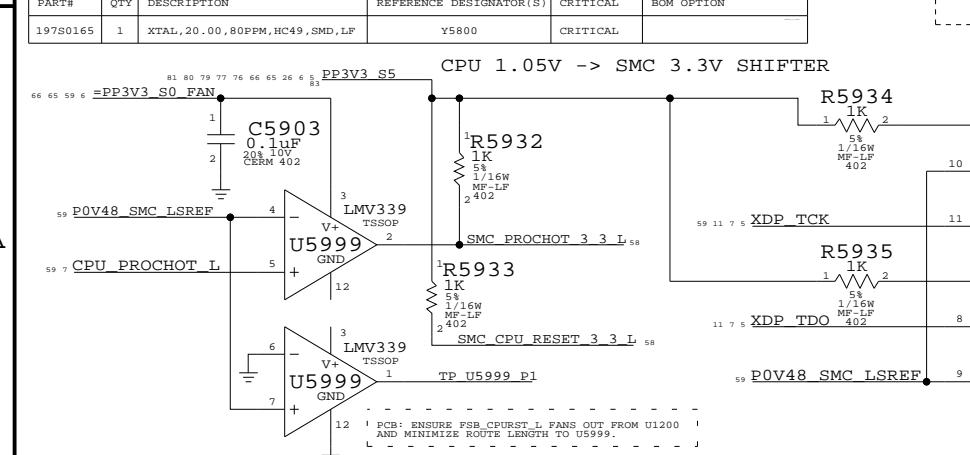 PART# QTY DESCRIPTION REFERENCE DESIGNATOR(S) CRITICAL BOM OPTION
197S0165 1 XTAL,20.00,80PPM,HC49,SMD,LF Y5800 CRITICAL
CPU 1.05V -> SMC 3.3V SHIFTER
81 80 79 77 76 66 65 26 6 5 PP3V3_S5
83
66 65 59 6 =PP3V3_S0_FAN
1
C5903
0.1uF
20% 10V
CERM 402
2
1
R5932
1K
5%
1/16W
MF-LF
402
2
R5934
1K
1 2
5%
1/16W
MF-LF
402
10
59 P0V48_SMC_LSREF 4
3
LMV339
TSSOP
V+
U5999
GND
2
SMC_PROCHOT_3_3_L 58
59 7 CPU_PROCHOT_L 5
12
59 11 7 5 XDP_TCK 11
1
R5933
1K
5%
1/16W
MF-LF
402
2
SMC_CPU_RESET_3_3_L 58
R5935
1K
1 2
5%
1/16W
MF-LF
402
11 7 5 XDP_TDO 8
6
3
LMV339
TSSOP
V+
U5999
GND
1
TP_U5999_P1
7
12
59 P0V48_SMC_LSREF 9
PCB: ENSURE FSB_CPURST_L FANS OUT FROM U1200
AND MINIMIZE ROUTE LENGTH TO U5999.